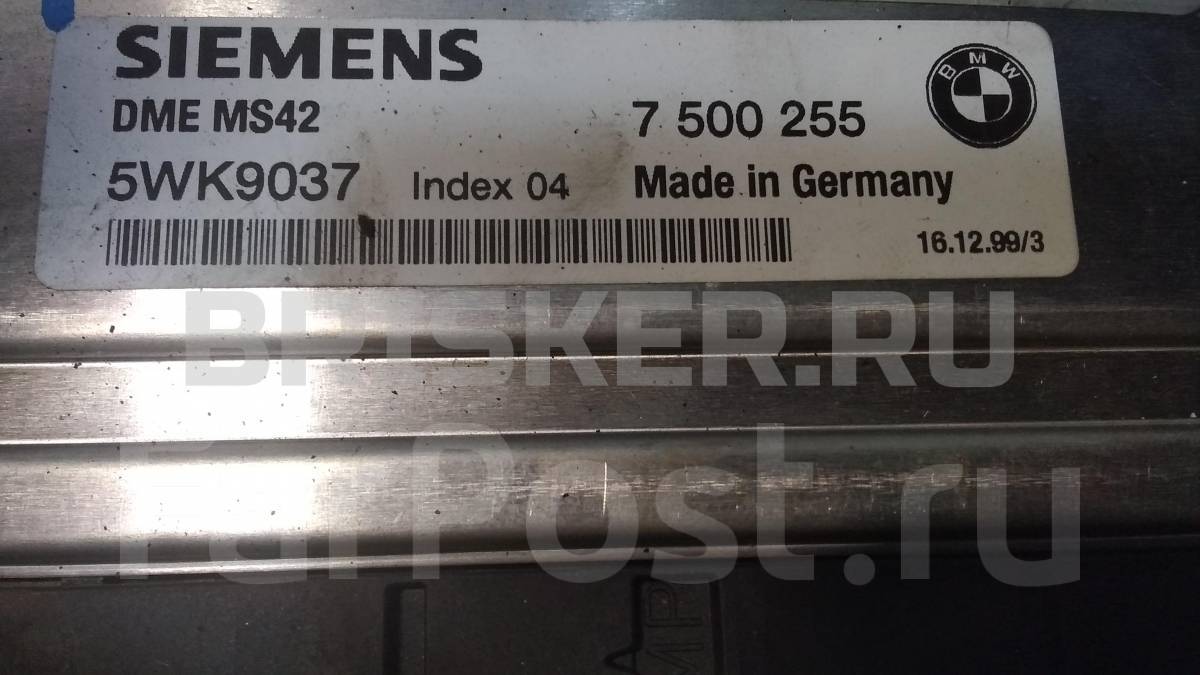 SIEMENS
BMW
DME MS42 7 500 255
5WK9037 Index 04 Made in Germany
16.12.99/3
BRISKER.RU
FarPost.ru